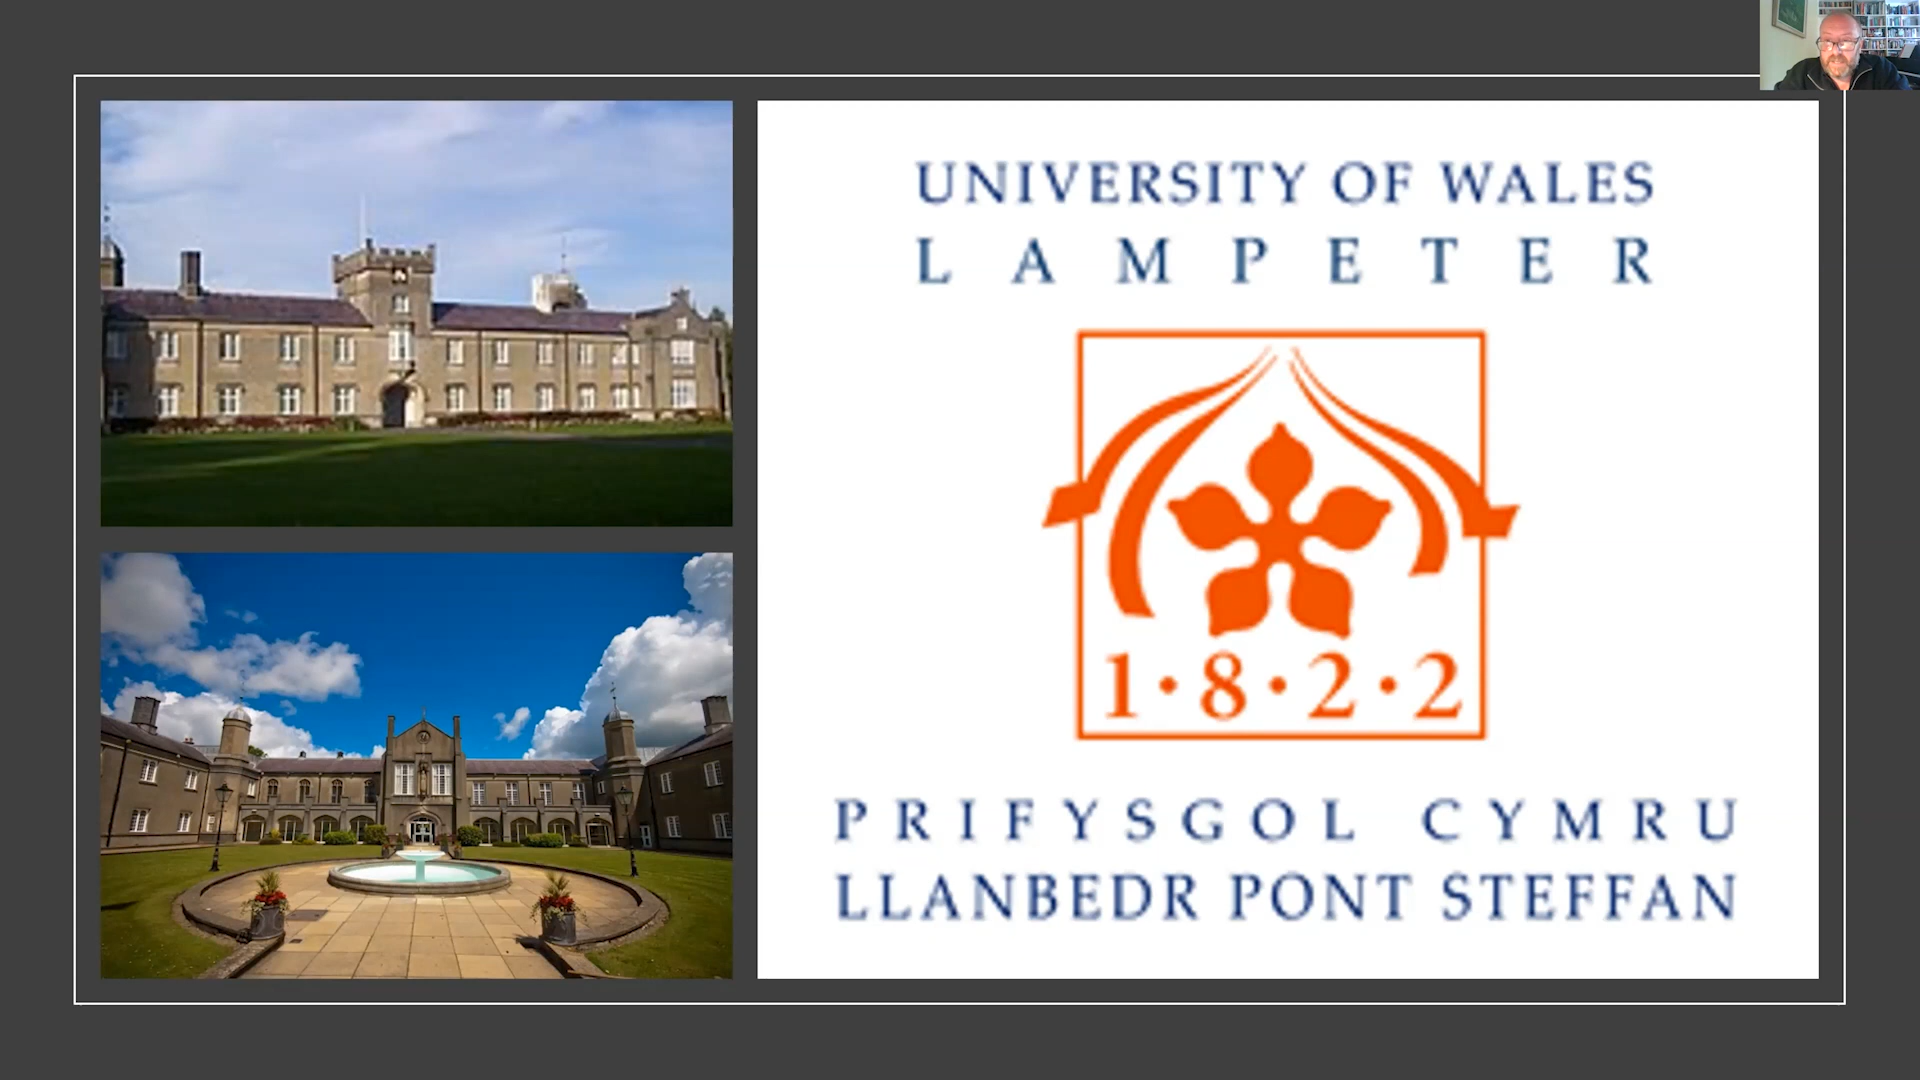 UNIVERSITY OF WALES
LAMPETER
1·8·2·2
PRIFYSGOL CYMRU
LLANBEDR PONT STEFFAN